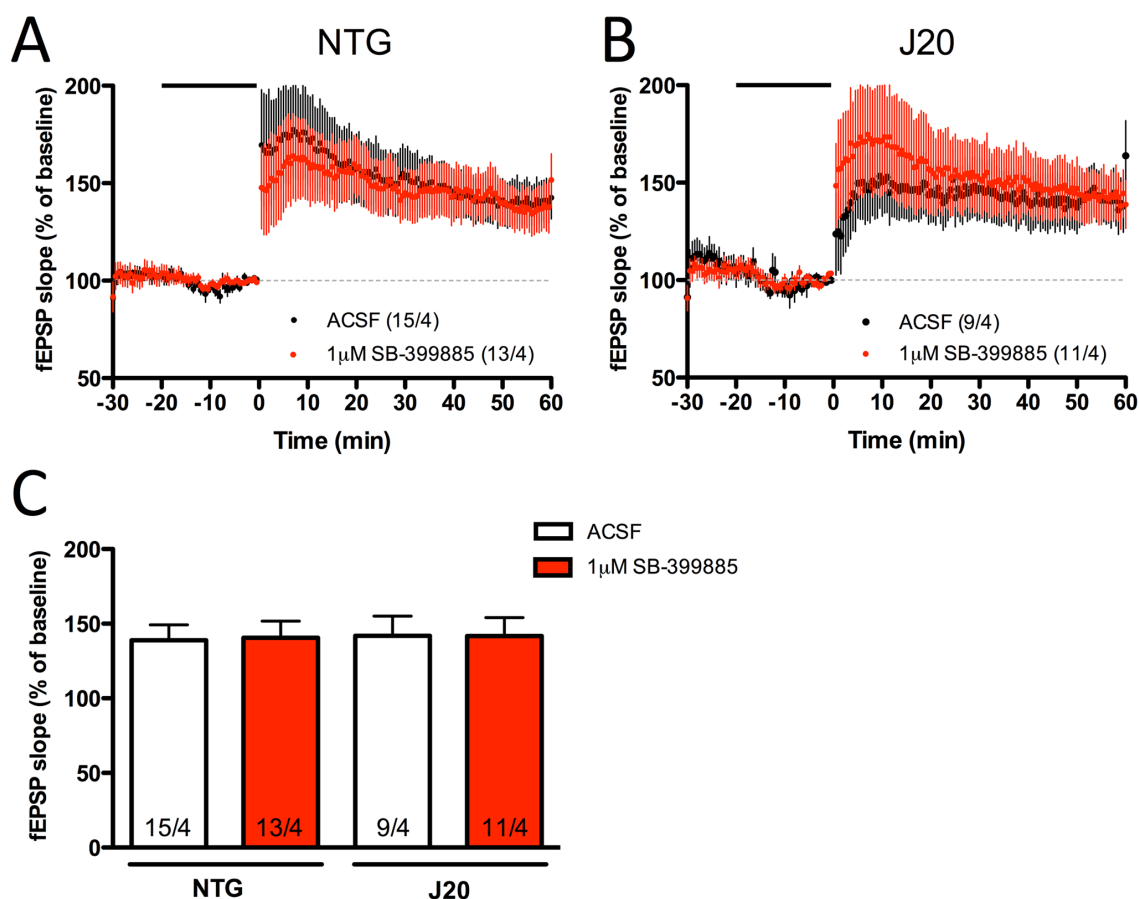 A
NTG
fEPSP slope (% of baseline)
200
150
100
50
-30 -20 -10 0 10 20 30 40 50 60
Time (min)
ACSF (15/4)
1μM SB-399885 (13/4)
B
J20
fEPSP slope (% of baseline)
200
150
100
50
-30 -20 -10 0 10 20 30 40 50 60
Time (min)
ACSF (9/4)
1μM SB-399885 (11/4)
C
ACSF
1μM SB-399885
fEPSP slope (% of baseline)
200
150
100
50
0
15/4 13/4 9/4 11/4
NTG J20